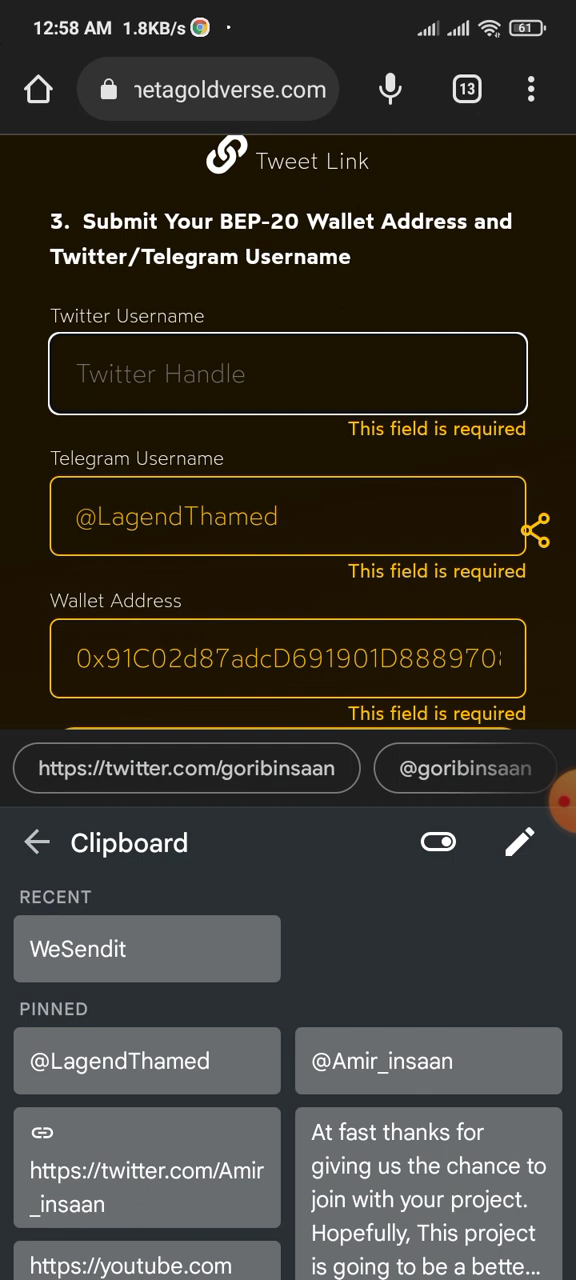 12:58 AM 1.8KB/s
61
netagoldverse.com
13
Tweet Link
3. Submit Your BEP-20 Wallet Address and
Twitter/Telegram Username
Twitter Username
Twitter Handle
This field is required
Telegram Username
@LagendThamed
This field is required
Wallet Address
0x91C02d87adcD691901D888970
This field is required
https://twitter.com/goribinsaan
@goribinsaan
Clipboard
RECENT
WeSendit
PINNED
@LagendThamed
@Amir_insaan
https://twitter.com/Amir
_insaan
At fast thanks for
giving us the chance to
join with your project.
Hopefully, This project
is going to be a bette...
https://youtube.com